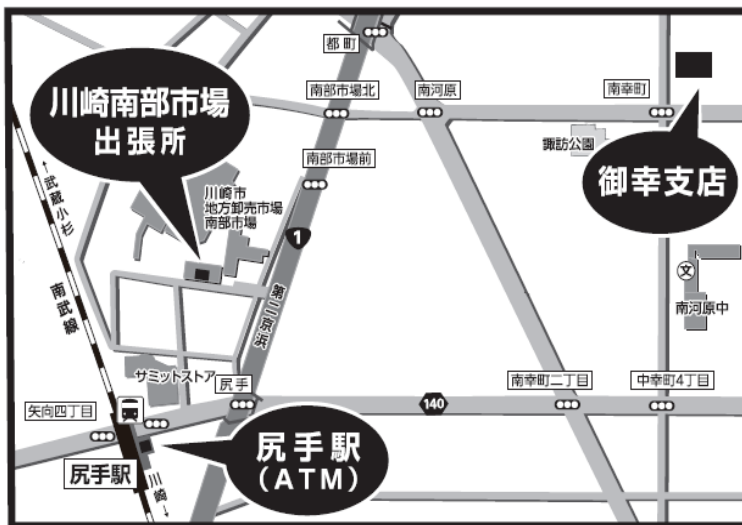 都町
川崎南部市場
出張所
南部市場北
南河原
南幸町
諏訪公園
御幸支店
南部市場前
←武蔵小杉
川崎市
地方卸売市場
南部市場
1
文
南河原中
南武線
第二京浜
サミットストア
尻手
南幸町二丁目
中幸町4丁目
140
矢向四丁目
尻手駅
尻手駅
(ATM)
川崎→